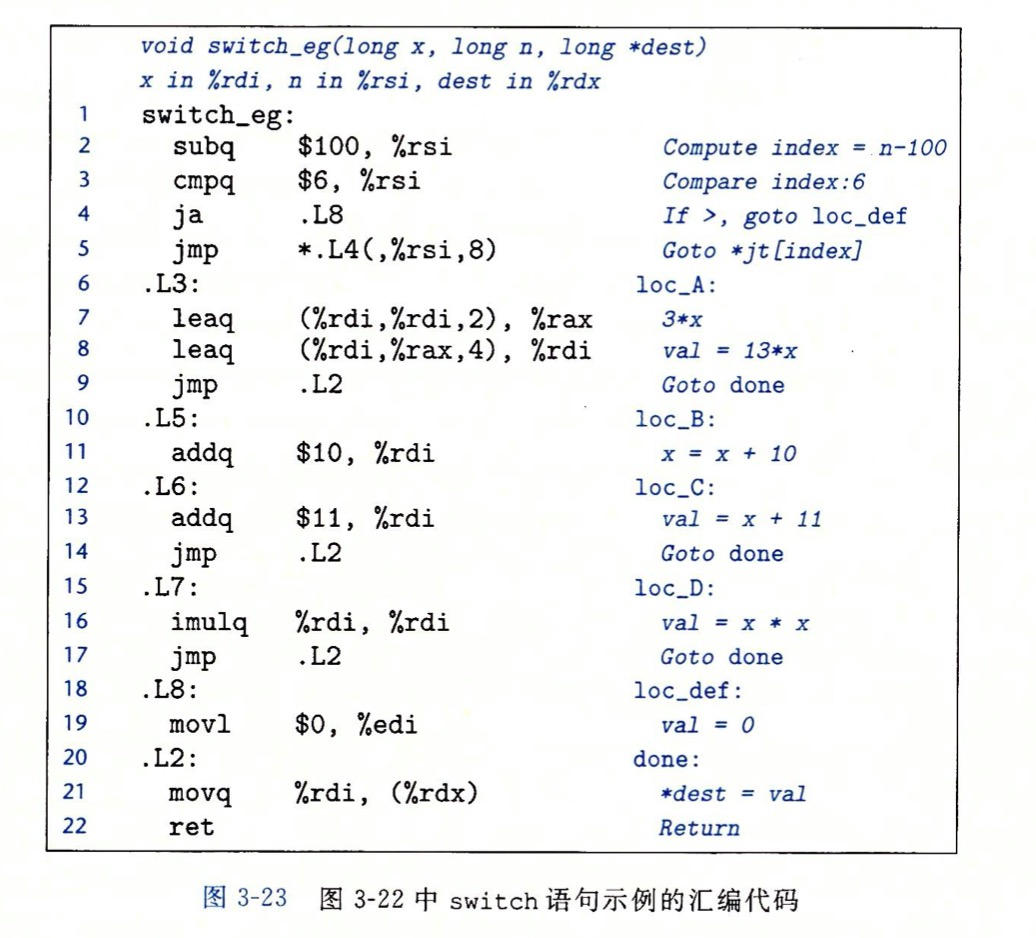 void switch_eg(long x, long n, long *dest)
x in %rdi, n in %rsi, dest in %rdx
1 switch_eg:
2 subq $100, %rsi Compute index = n-100
3 cmpq $6, %rsi Compare index:6
4 ja .L8 If >, goto loc_def
5 jmp *.L4(,%rsi,8) Goto *jt[index]
6 .L3: loc_A:
7 leaq (%rdi,%rdi,2), %rax 3*x
8 leaq (%rdi,%rax,4), %rdi val = 13*x
9 jmp .L2 Goto done
10 .L5: loc_B:
11 addq $10, %rdi x = x + 10
12 .L6: loc_C:
13 addq $11, %rdi val = x + 11
14 jmp .L2 Goto done
15 .L7: loc_D:
16 imulq %rdi, %rdi val = x * x
17 jmp .L2 Goto done
18 .L8: loc_def:
19 movl $0, %edi val = 0
20 .L2: done:
21 movq %rdi, (%rdx) *dest = val
22 ret Return
图 3-23 图 3-22 中 switch 语句示例的汇编代码